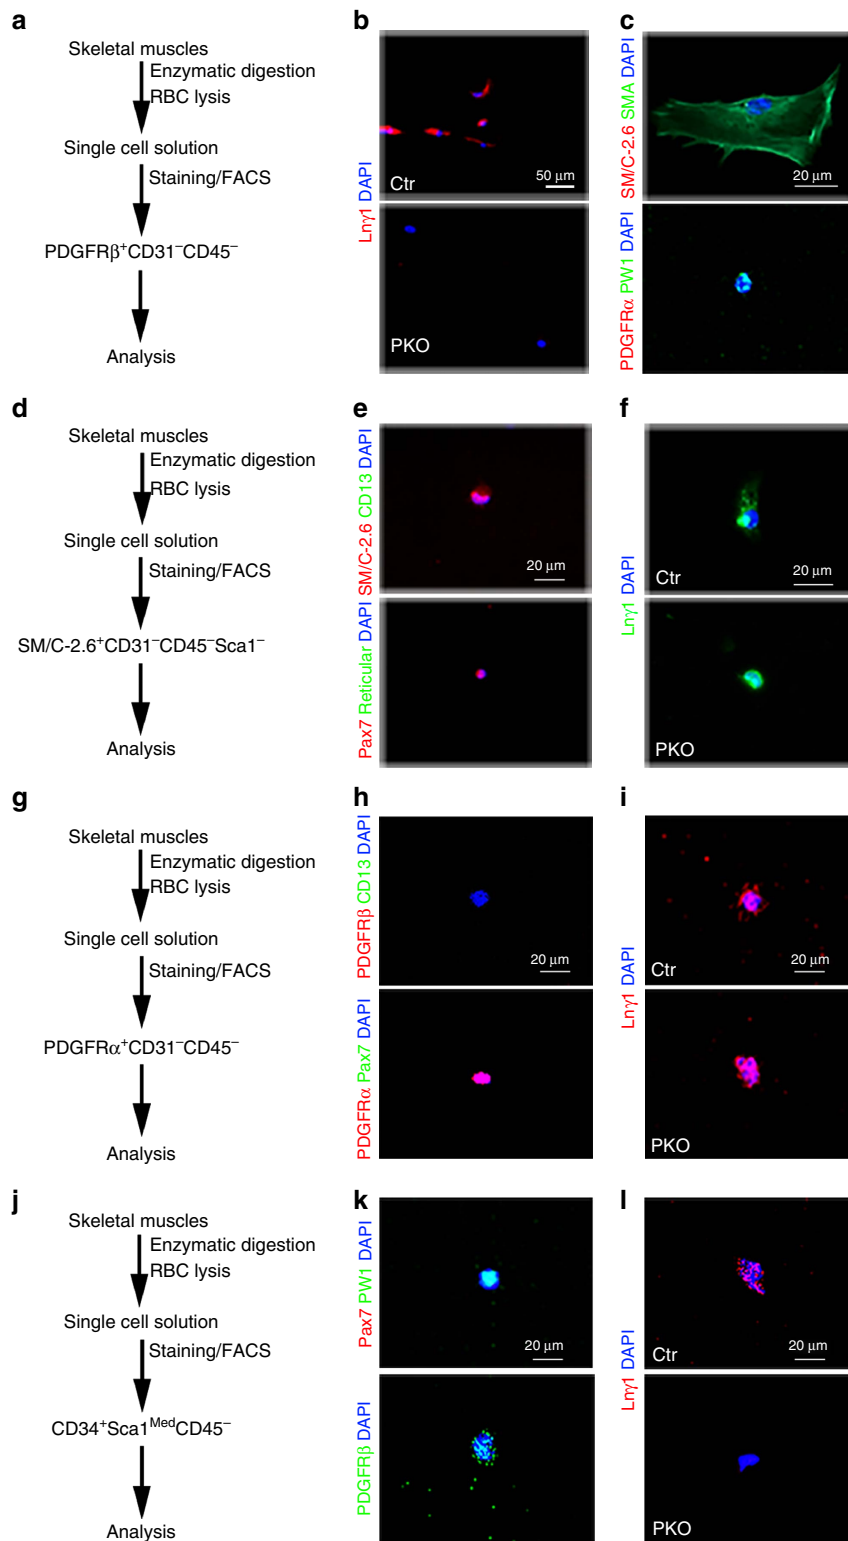 a
Skeletal muscles
Enzymatic digestion
RBC lysis
Single cell solution
Staining/FACS
PDGFRβ⁺CD31⁻CD45⁻
Analysis
b
Lnγ1 DAPI
Ctr
50 μm
PKO
c
SM/C-2.6 SMA DAPI
20 μm
PDGFRα PW1 DAPI
d
Skeletal muscles
Enzymatic digestion
RBC lysis
Single cell solution
Staining/FACS
SM/C-2.6⁺CD31⁻CD45⁻Sca1⁻
Analysis
e
SM/C-2.6 CD13 DAPI
20 μm
Pax7 Reticular DAPI
f
Lnγ1 DAPI
Ctr
20 μm
PKO
g
Skeletal muscles
Enzymatic digestion
RBC lysis
Single cell solution
Staining/FACS
PDGFRα⁺CD31⁻CD45⁻
Analysis
h
PDGFRβ CD13 DAPI
20 μm
PDGFRα Pax7 DAPI
i
Lnγ1 DAPI
Ctr
20 μm
PKO
j
Skeletal muscles
Enzymatic digestion
RBC lysis
Single cell solution
Staining/FACS
CD34⁺Sca1ᴹᵉᵈCD45⁻
Analysis
k
Pax7 PW1 DAPI
20 μm
PDGFRβ DAPI
l
Lnγ1 DAPI
Ctr
20 μm
PKO